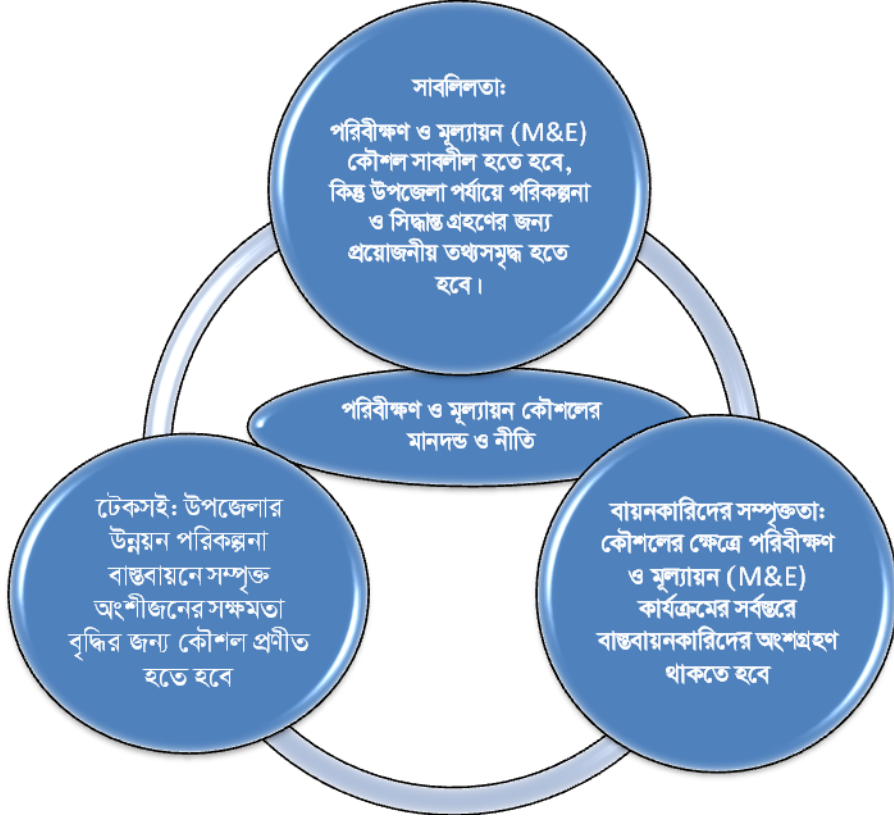 সাবলিলতা:
পরিবীক্ষণ ও মূল্যায়ন (M&E)
কৌশল সাবলীল হতে হবে,
কিন্তু উপজেলা পর্যায়ে পরিকল্পনা
ও সিদ্ধান্ত গ্রহণের জন্য
প্রয়োজনীয় তথ্যসমৃদ্ধ হতে
হবে।
পরিবীক্ষণ ও মূল্যায়ন কৌশলের
মানদন্ড ও নীতি
টেকসই: উপজেলার
উন্নয়ন পরিকল্পনা
বাস্তবায়নে সম্পৃক্ত
অংশীজনের সক্ষমতা
বৃদ্ধির জন্য কৌশল প্রণীত
হতে হবে
বায়নকারিদের সম্পৃক্ততা:
কৌশলের ক্ষেত্রে পরিবীক্ষণ
ও মূল্যায়ন (M&E)
কার্যক্রমের সর্বস্তরে
বাস্তবায়নকারিদের অংশগ্রহণ
থাকতে হবে